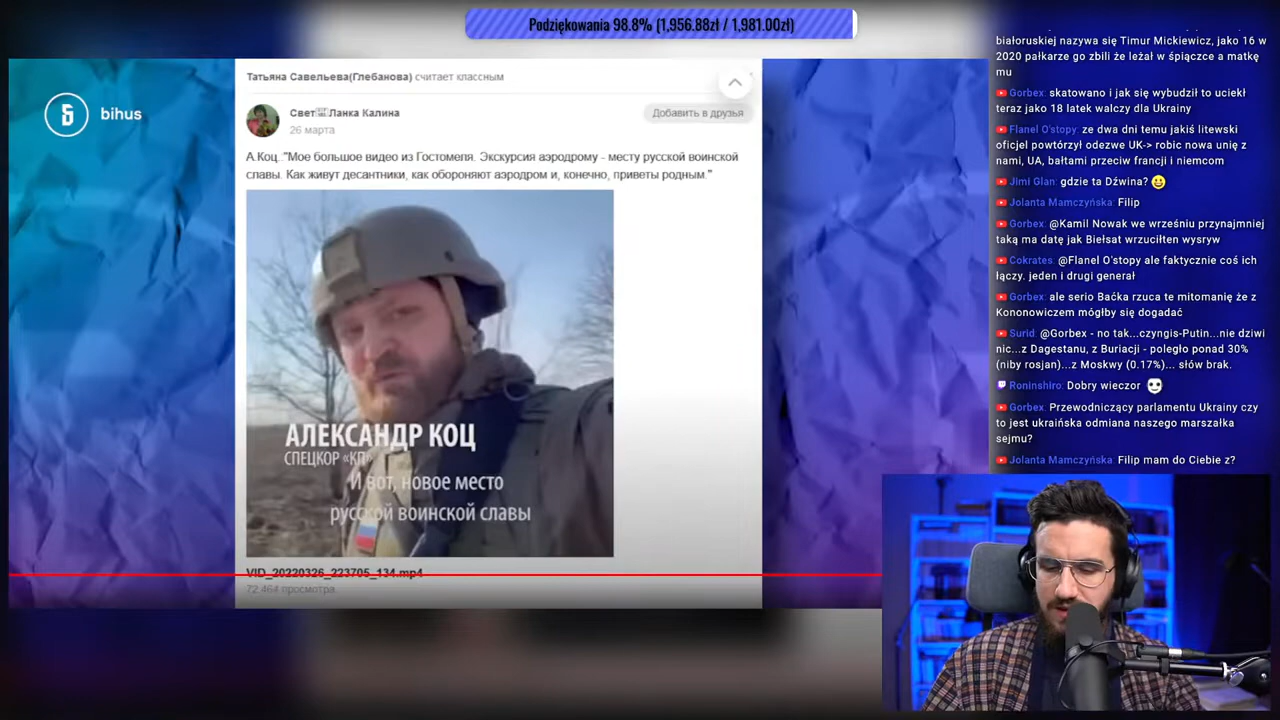 Podziękowania 98.8% (1,956.88zł / 1,981.00zł)
bihus
Татьяна Савельева(Глебанова) считает классным
Ланка Калина
26 марта
Добавить в друзья
А.Коц.."Мое большое видео из Гостомеля. Экскурсия аэродрому - месту русской воинской
славы. Как живут десантники, как обороняют аэродром и, конечно, приветы родным."
АЛЕКСАНДР КОЦ
СПЕЦКОР «КП»
И вот, новое место
русской воинской славы
VID_20220326_223705_134.mp4
72 464 просмотра
białoruskiej nazywa się Timur Mickiewicz, jako 16 w
2020 pałkarze go zbili że leżał w śpiączce a matkę
mu
Gorbex: skatowano i jak się wybudził to uciekł
teraz jako 18 latek walczy dla Ukrainy
Flanel O'stopy: ze dwa dni temu jakiś litewski
oficjel powtórzył odezwe UK-> robic nowa unię z
nami, UA, bałtami przeciw francji i niemcom
Jimi Glan: gdzie ta Dźwina?
Jolanta Mamczyńska: Filip
Gorbex: @Kamil Nowak we wrześniu przynajmniej
taką ma datę jak Biełsat wrzuciłten wysryw
Cokrates: @Flanel O'stopy ale faktycznie coś ich
łączy. jeden i drugi generał
Gorbex: ale serio Baćka rzuca te mitomanię że z
Kononowiczem mógłby się dogadać
Surid: @Gorbex - no tak...czyngis-Putin...nie dziwi
nic...z Dagestanu, z Buriacji - poległo ponad 30%
(niby rosjan)...z Moskwy (0.17%)... słów brak.
Roninshiro: Dobry wieczor
Gorbex: Przewodniczący parlamentu Ukrainy czy
to jest ukraińska odmiana naszego marszałka
sejmu?
Jolanta Mamczyńska: Filip mam do Ciebie z?